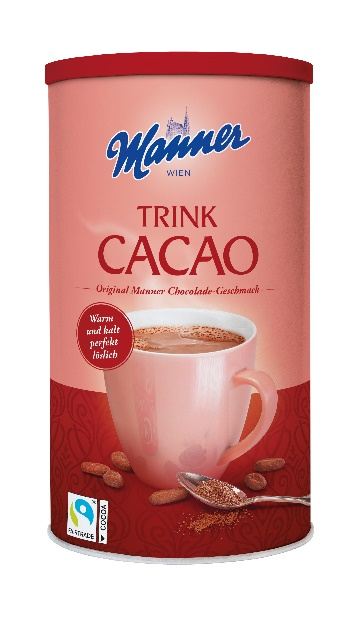 Manner
WIEN
TRINK
CACAO
Original Manner Chocolade-Geschmack
Warm
und kalt
perfekt
löslich
FAIRTRADE
COCOA